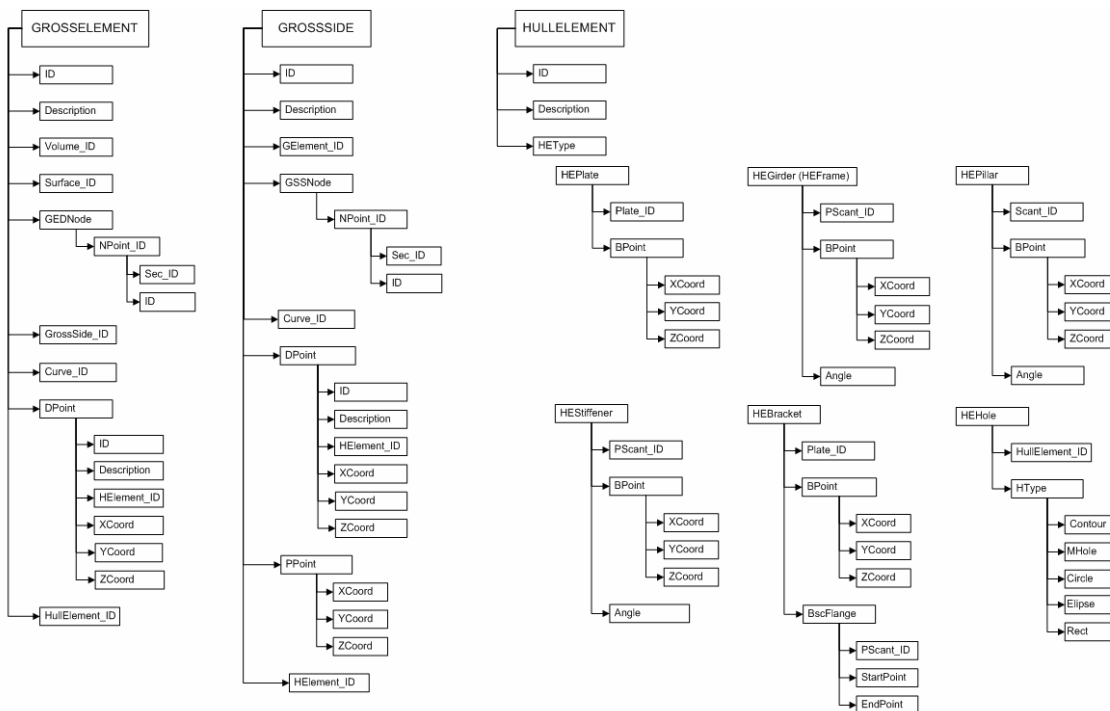 GROSSELEMENT
ID
Description
Volume_ID
Surface_ID
GEDNode
NPoint_ID
Sec_ID
ID
GrossSide_ID
Curve_ID
DPoint
ID
Description
HElement_ID
XCoord
YCoord
ZCoord
HullElement_ID
GROSSSIDE
ID
Description
GElement_ID
GSSNode
NPoint_ID
Sec_ID
ID
Curve_ID
DPoint
ID
Description
HElement_ID
XCoord
YCoord
ZCoord
PPoint
XCoord
YCoord
ZCoord
HElement_ID
HULLELEMENT
ID
Description
HEType
HEPlate
Plate_ID
BPoint
XCoord
YCoord
ZCoord
HEGirder (HEFrame)
PScant_ID
BPoint
XCoord
YCoord
ZCoord
Angle
HEPillar
Scant_ID
BPoint
XCoord
YCoord
ZCoord
Angle
HEStiffener
PScant_ID
BPoint
XCoord
YCoord
ZCoord
Angle
HEBracket
Plate_ID
BPoint
XCoord
YCoord
ZCoord
BscFlange
PScant_ID
StartPoint
EndPoint
HEHole
HullElement_ID
HType
Contour
MHole
Circle
Elipse
Rect